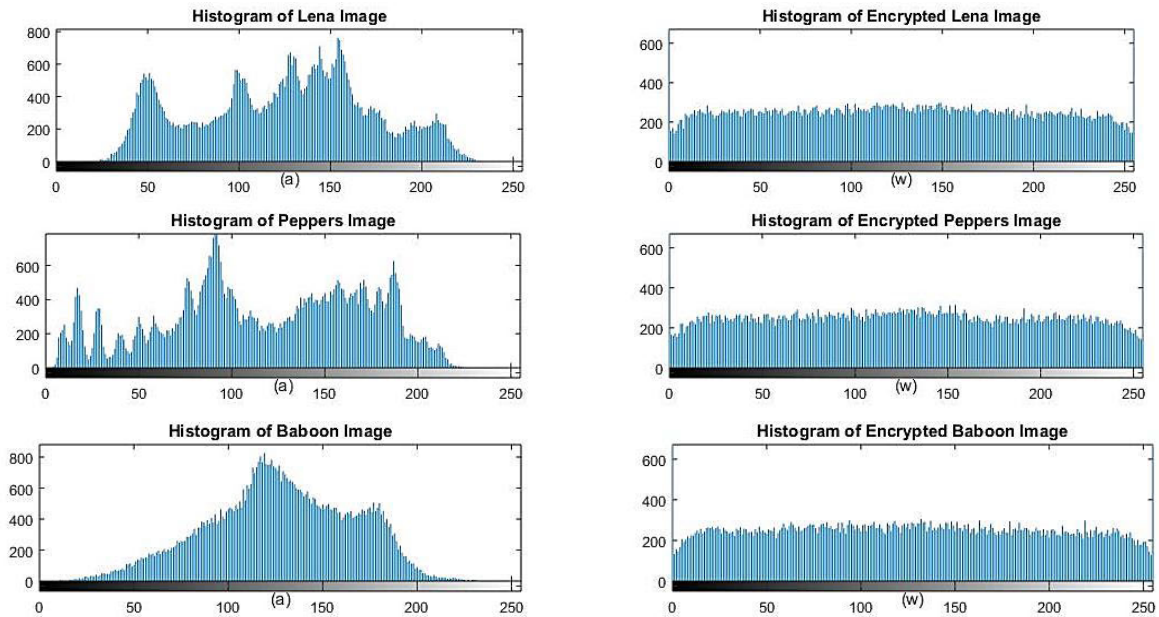 Histogram of Lena Image
800
600
400
200
0
0 50 100 150 200 250
(a)
Histogram of Encrypted Lena Image
600
400
200
0
0 50 100 150 200 250
(w)
Histogram of Peppers Image
600
400
200
0
0 50 100 150 200 250
(a)
Histogram of Encrypted Peppers Image
600
400
200
0
0 50 100 150 200 250
(w)
Histogram of Baboon Image
800
600
400
200
0
0 50 100 150 200 250
(a)
Histogram of Encrypted Baboon Image
600
400
200
0
0 50 100 150 200 250
(w)